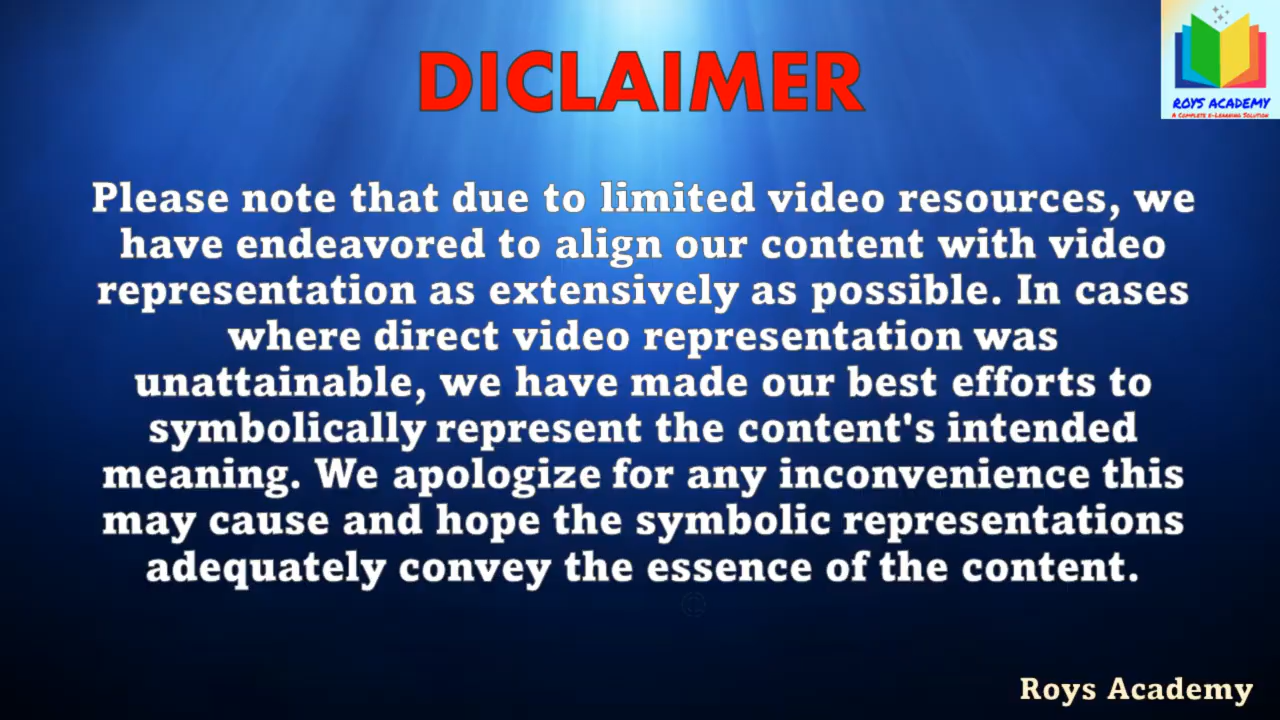 DICLAIMER
ROYS ACADEMY
A Complete e-Learning Solution
Please note that due to limited video resources, we
have endeavored to align our content with video
representation as extensively as possible. In cases
where direct video representation was
unattainable, we have made our best efforts to
symbolically represent the content's intended
meaning. We apologize for any inconvenience this
may cause and hope the symbolic representations
adequately convey the essence of the content.
Roys Academy